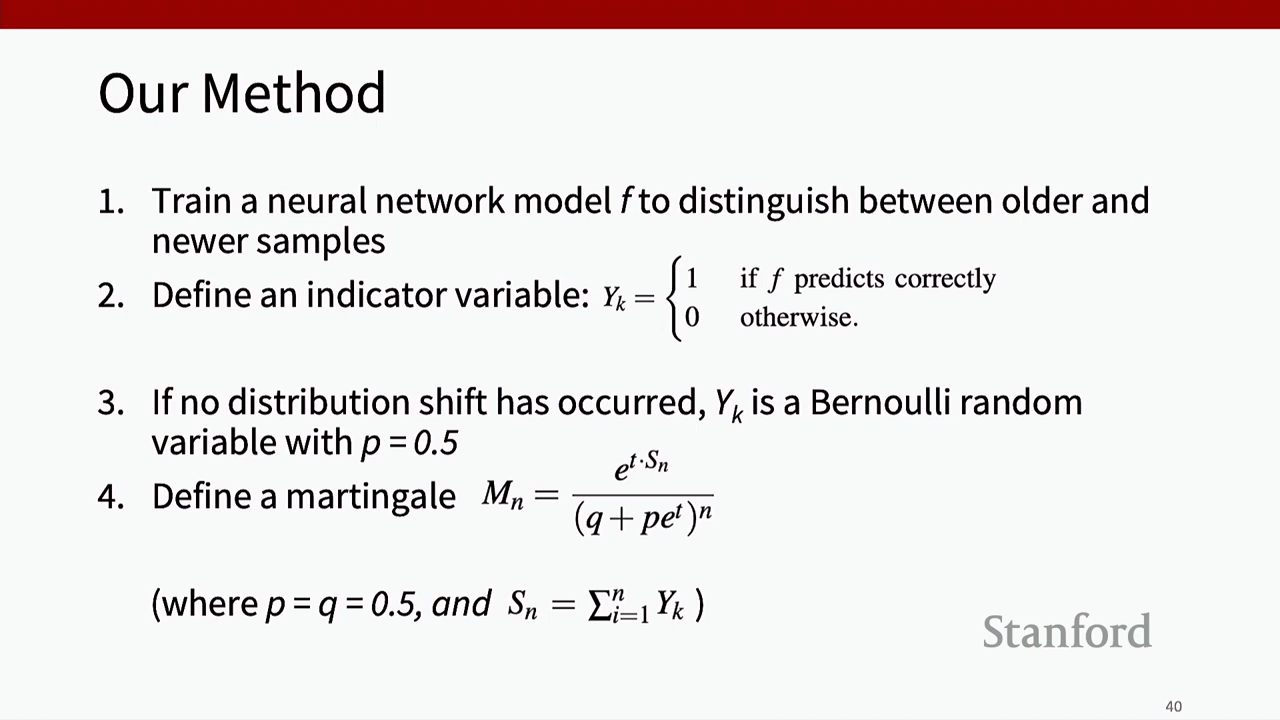 Our Method
1. Train a neural network model f to distinguish between older and
newer samples
2. Define an indicator variable: Yₖ = { 1 if f predicts correctly
0 otherwise.
3. If no distribution shift has occurred, Yₖ is a Bernoulli random
variable with p = 0.5
4. Define a martingale Mₙ = e^{t·Sₙ} / (q + pe^t)^n
(where p = q = 0.5, and Sₙ = ∑ⁿᵢ₌₁ Yₖ )
Stanford
40